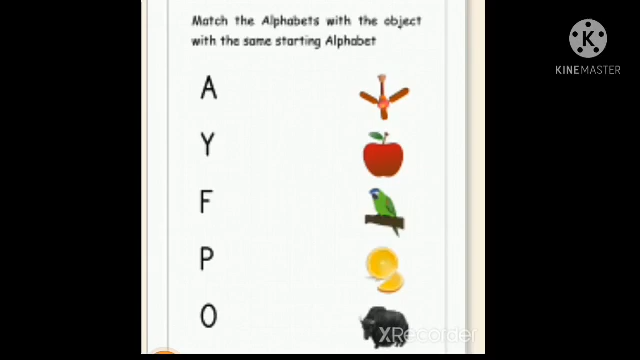 Match the Alphabets with the object
with the same starting Alphabet
A
Y
F
P
O
K
KINEMASTER
XRecorder